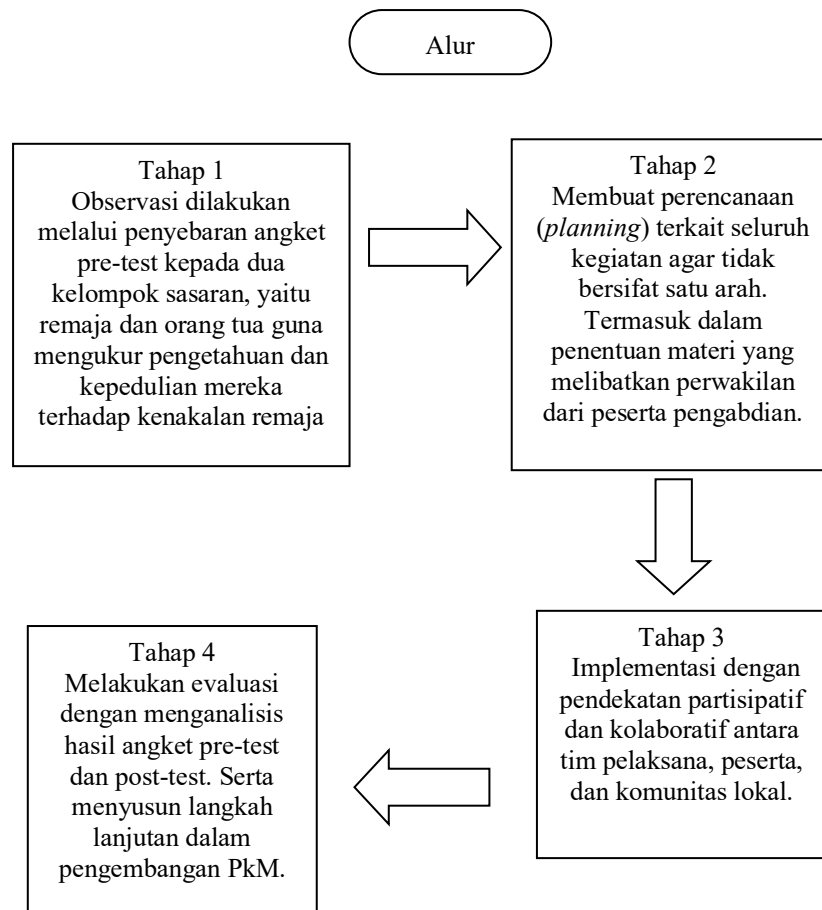 Alur
Tahap 1
Observasi dilakukan
melalui penyebaran angket
pre-test kepada dua
kelompok sasaran, yaitu
remaja dan orang tua guna
mengukur pengetahuan dan
kepedulian mereka
terhadap kenakalan remaja
Tahap 2
Membuat perencanaan
(planning) terkait seluruh
kegiatan agar tidak
bersifat satu arah.
Termasuk dalam
penentuan materi yang
melibatkan perwakilan
dari peserta pengabdian.
Tahap 3
Implementasi dengan
pendekatan partisipatif
dan kolaboratif antara
tim pelaksana, peserta,
dan komunitas lokal.
Tahap 4
Melakukan evaluasi
dengan menganalisis
hasil angket pre-test
dan post-test. Serta
menyusun langkah
lanjutan dalam
pengembangan PkM.